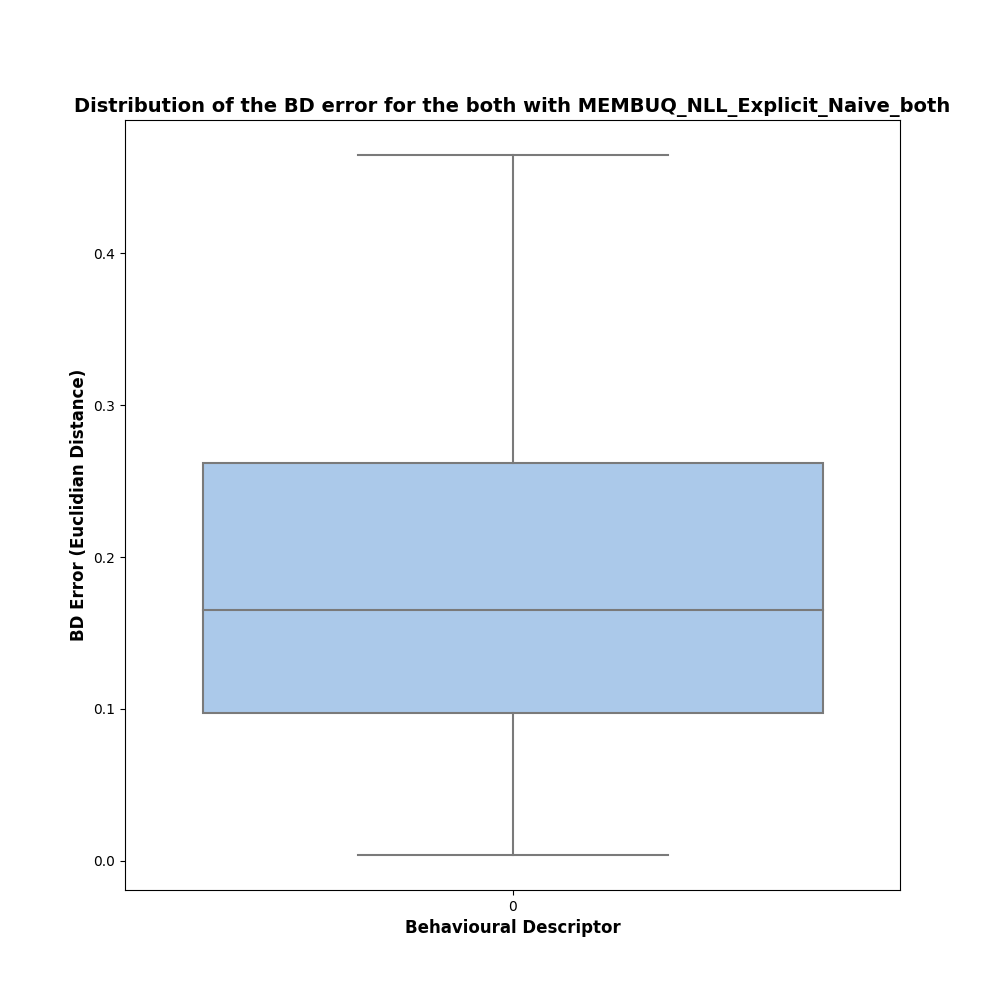 Distribution of the BD error for the both with MEMBUQ_NLL_Explicit_Naive_both
BD Error (Euclidian Distance)
0.4
0.3
0.2
0.1
0.0
0
Behavioural Descriptor